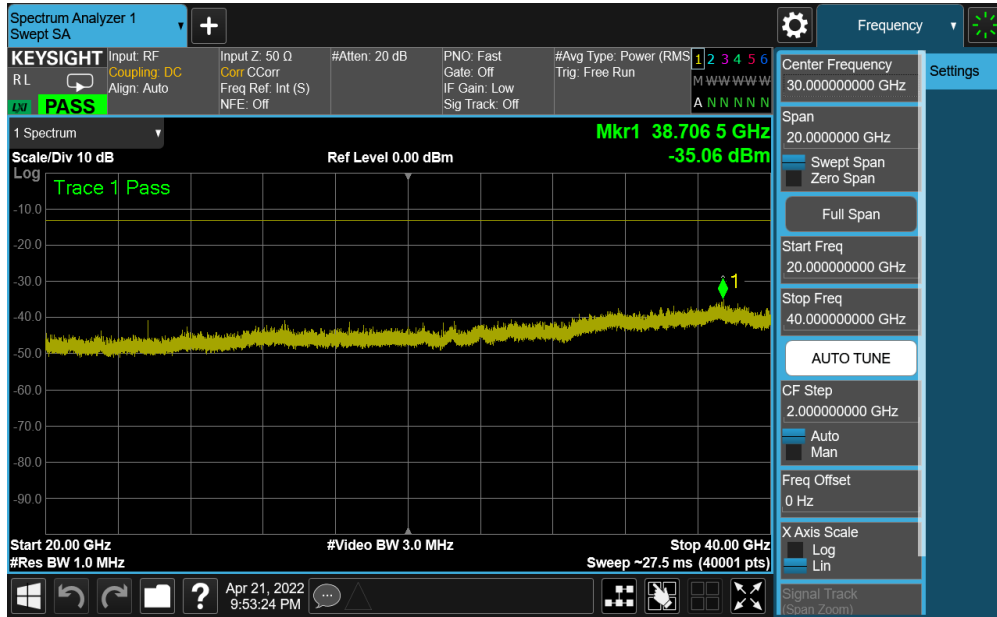 Spectrum Analyzer 1
Swept SA
+
Frequency
KEYSIGHT
R L
LXI PASS
Input: RF
Coupling: DC
Align: Auto
Input Z: 50 Ω
Corr CCorr
Freq Ref: Int (S)
NFE: Off
#Atten: 20 dB
PNO: Fast
Gate: Off
IF Gain: Low
Sig Track: Off
#Avg Type: Power (RMS
Trig: Free Run
1 2 3 4 5 6
M W W W W W
A N N N N N
1 Spectrum
Scale/Div 10 dB
Log
Ref Level 0.00 dBm
Mkr1 38.706 5 GHz
-35.06 dBm
Trace 1 Pass
1
-10.0
-20.0
-30.0
-40.0
-50.0
-60.0
-70.0
-80.0
-90.0
Start 20.00 GHz
#Video BW 3.0 MHz
Stop 40.00 GHz
#Res BW 1.0 MHz
Sweep ~27.5 ms (40001 pts)
Center Frequency
30.000000000 GHz
Span
20.0000000 GHz
Swept Span
Zero Span
Full Span
Start Freq
20.000000000 GHz
Stop Freq
40.000000000 GHz
AUTO TUNE
CF Step
2.000000000 GHz
Auto
Man
Freq Offset
0 Hz
X Axis Scale
Log
Lin
Signal Track
(Span Zoom)
Settings
?
Apr 21, 2022
9:53:24 PM